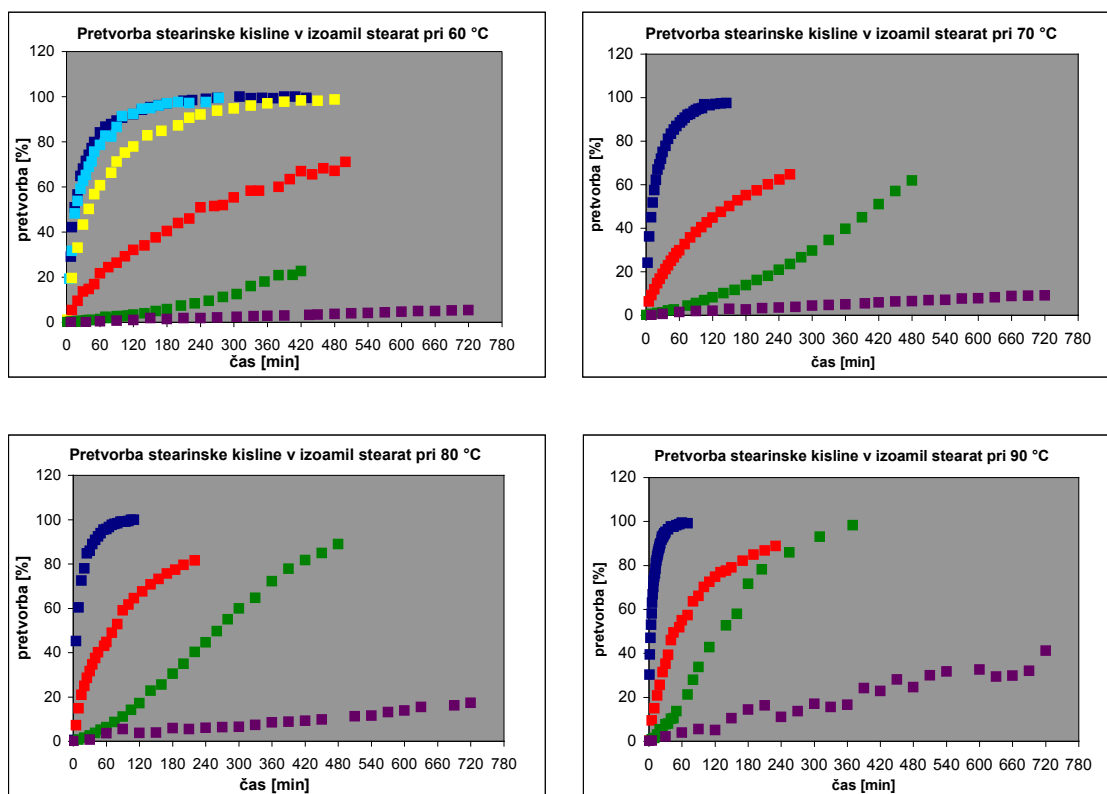 Pretvorba stearinske kisline v izoamil stearat pri 60 °C
120
100
80
60
40
20
0
pretvorba [%]
0 60 120 180 240 300 360 420 480 540 600 660 720 780
čas [min]
Pretvorba stearinske kisline v izoamil stearat pri 70 °C
120
100
80
60
40
20
0
pretvorba [%]
0 60 120 180 240 300 360 420 480 540 600 660 720 780
čas [min]
Pretvorba stearinske kisline v izoamil stearat pri 80 °C
120
100
80
60
40
20
0
pretvorba [%]
0 60 120 180 240 300 360 420 480 540 600 660 720 780
čas [min]
Pretvorba stearinske kisline v izoamil stearat pri 90 °C
120
100
80
60
40
20
0
pretvorba [%]
0 60 120 180 240 300 360 420 480 540 600 660 720 780
čas [min]